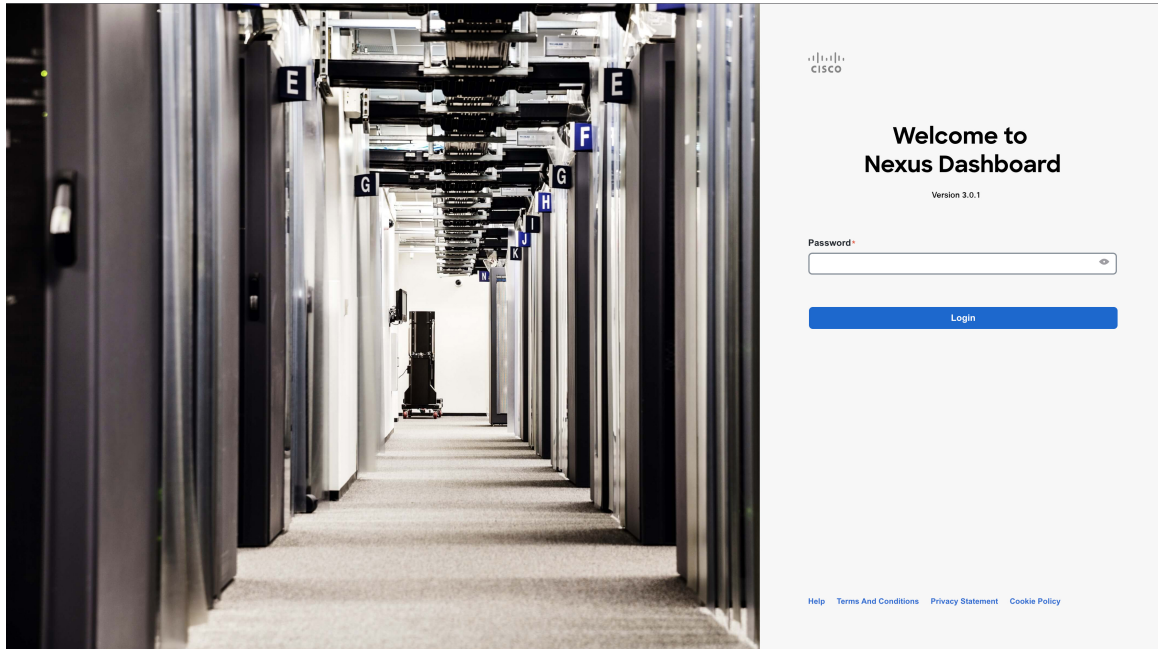 E
E
F
G
G
H
I
J
K
N
CISCO
Welcome to
Nexus Dashboard
Version 3.0.1
Password*
Login
Help Terms And Conditions Privacy Statement Cookie Policy